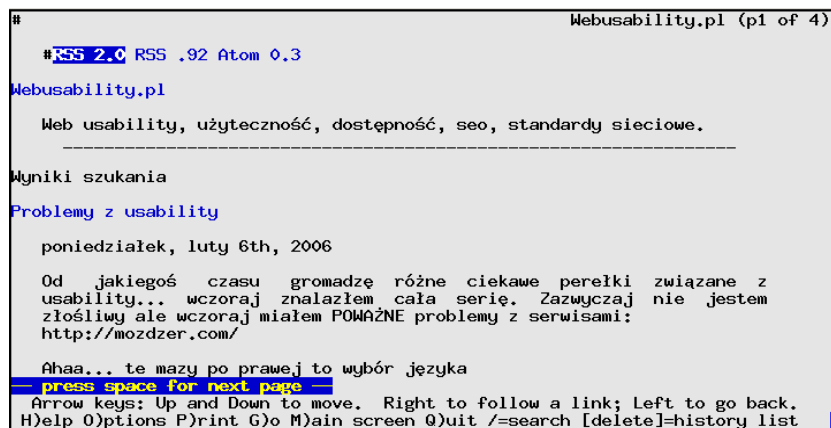 # Webusability.pl (p1 of 4)
#RSS 2.0 RSS .92 Atom 0.3
Webusability.pl
Web usability, użyteczność, dostępność, seo, standardy sieciowe.
Wyniki szukania
Problemy z usability
poniedziałek, luty 6th, 2006
Od jakiegoś czasu gromadzę różne ciekawe perełki związane z
usability... wczoraj znalazłem cała serię. Zazwyczaj nie jestem
złośliwy ale wczoraj miałem POWAŻNE problemy z serwisami:
http://mozdzer.com/
Ahaa... te mazy po prawej to wybór języka
— press space for next page —
Arrow keys: Up and Down to move. Right to follow a link; Left to go back.
H)elp O)ptions P)rint G)o M)ain screen Q)uit /=search [delete]=history list